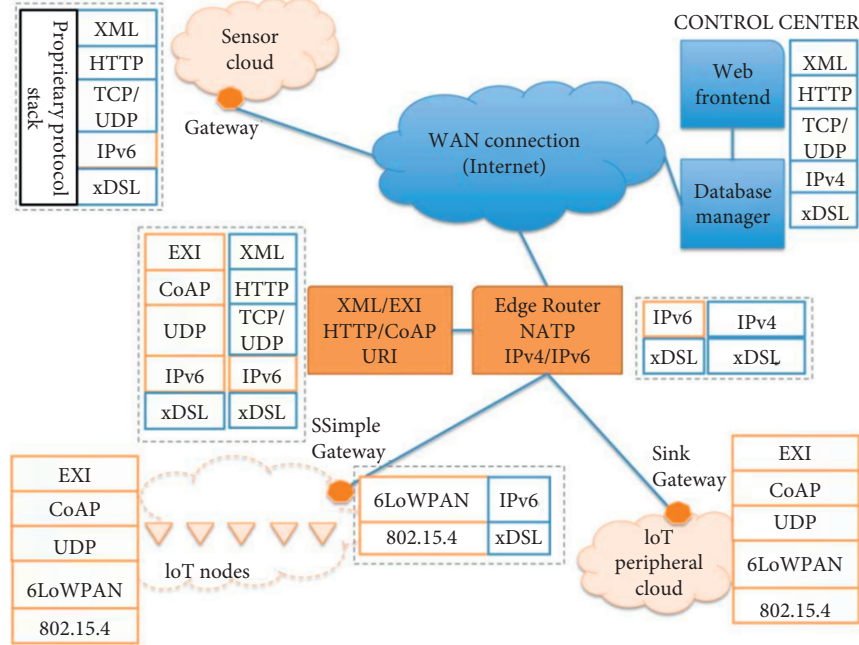 Proprietary protocol
stack
XML
HTTP
TCP/
UDP
IPv6
xDSL
Sensor
cloud
Gateway
WAN connection
(Internet)
CONTROL CENTER
Web
frontend
Database
manager
XML
HTTP
TCP/
UDP
IPv4
xDSL
EXI
CoAP
UDP
IPv6
xDSL
XML
HTTP
TCP/
UDP
IPv6
xDSL
XML/EXI
HTTP/CoAP
URI
Edge Router
NATP
IPv4/IPv6
IPv6
IPv4
xDSL
xDSL
SSimple
Gateway
Sink
Gateway
EXI
CoAP
UDP
6LoWPAN
802.15.4
loT nodes
6LoWPAN
IPv6
802.15.4
xDSL
loT
peripheral
cloud
EXI
CoAP
UDP
6LoWPAN
802.15.4